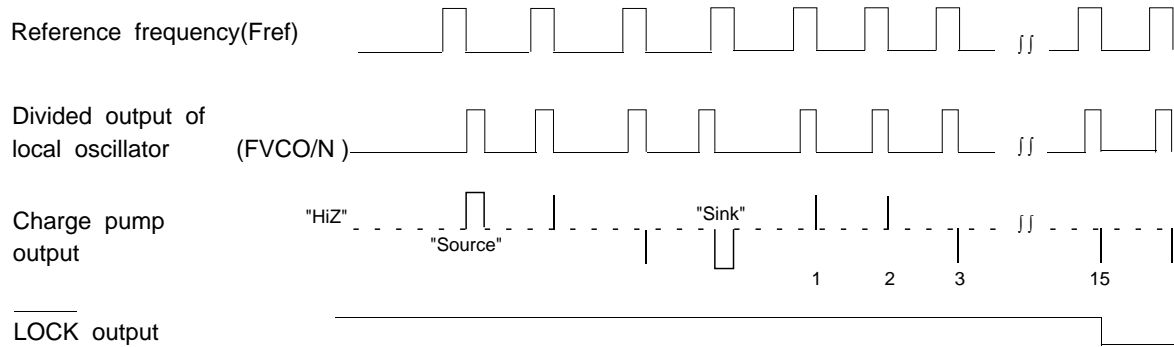 Reference frequency(Fref)
∫∫
Divided output of
local oscillator (FVCO/N )
∫∫
"HiZ" "Sink"
Charge pump
output
"Source"
∫∫
1 2 3 15
LOCK output